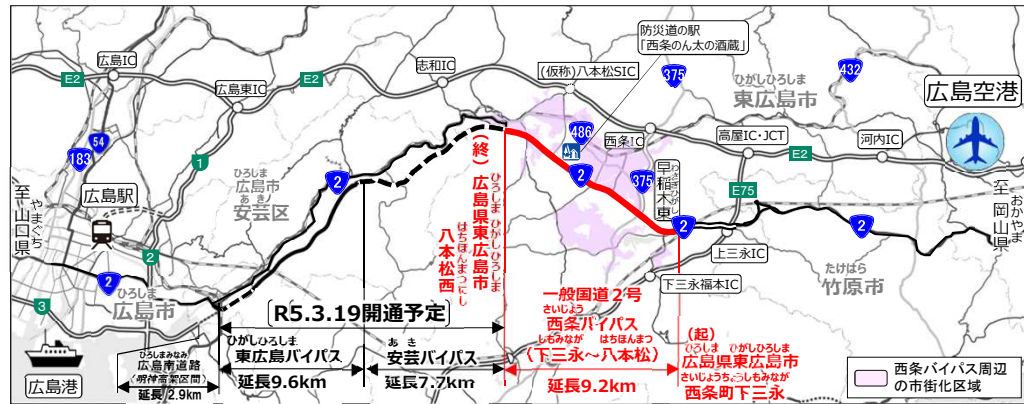 防災道の駅
「西条のん太の酒蔵」
広島IC
E2
広島東IC
E2
志和IC
(仮称)八本松SIC
375
432
ひがしひろしま
東広島市
広島空港
54
183
1
486
西条IC
高屋IC・JCT
E2
河内IC
広島駅
ひろしま
広島市
あき
安芸区
2
2
375
わさぎひがし
早稲木東
E75
至 山口県
やまぐち
至 岡山県
おかやま
2
2
2
2
上三永IC
下三永福本IC
たけはら
竹原市
ひろしま
広島市
3
広島港
(終)
ひろしま ひがしひろしま
広島県東広島市
はちほんまつにし
八本松西
R5.3.19開通予定
ひがしひろしま
東広島バイパス
延長9.6km
あき
安芸バイパス
延長7.7km
ひろしまみなみ
広島南道路
(明神高架区間)
延長 2.9km
一般国道2号
さいじょう
西条バイパス
しもみなが はちほんまつ
(下三永～八本松)
延長9.2km
(起)
ひろしま ひがしひろしま
広島県東広島市
さいじょうちょうしもみなが
西条町下三永
西条バイパス周辺
の市街化区域